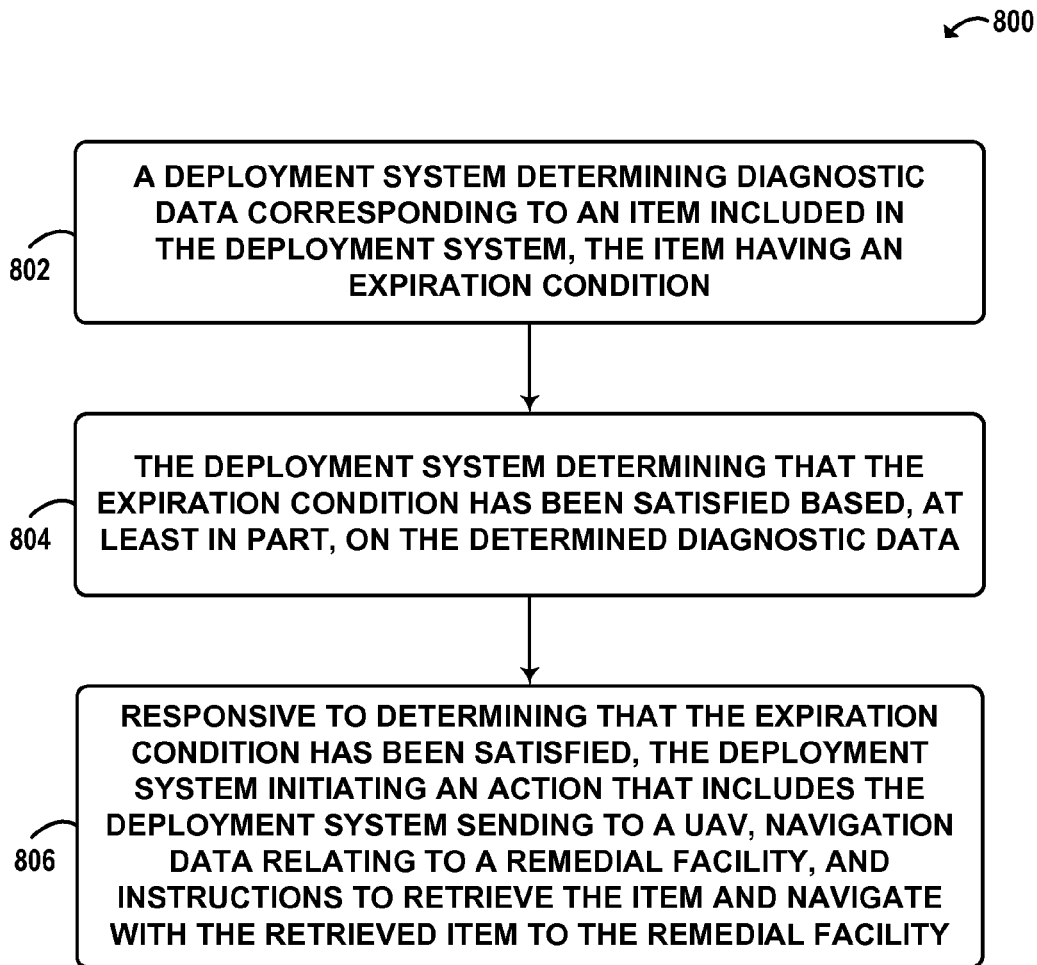 800
A DEPLOYMENT SYSTEM DETERMINING DIAGNOSTIC
DATA CORRESPONDING TO AN ITEM INCLUDED IN
THE DEPLOYMENT SYSTEM, THE ITEM HAVING AN
EXPIRATION CONDITION
802
THE DEPLOYMENT SYSTEM DETERMINING THAT THE
EXPIRATION CONDITION HAS BEEN SATISFIED BASED, AT
LEAST IN PART, ON THE DETERMINED DIAGNOSTIC DATA
804
RESPONSIVE TO DETERMINING THAT THE EXPIRATION
CONDITION HAS BEEN SATISFIED, THE DEPLOYMENT
SYSTEM INITIATING AN ACTION THAT INCLUDES THE
DEPLOYMENT SYSTEM SENDING TO A UAV, NAVIGATION
DATA RELATING TO A REMEDIAL FACILITY, AND
INSTRUCTIONS TO RETRIEVE THE ITEM AND NAVIGATE
WITH THE RETRIEVED ITEM TO THE REMEDIAL FACILITY
806